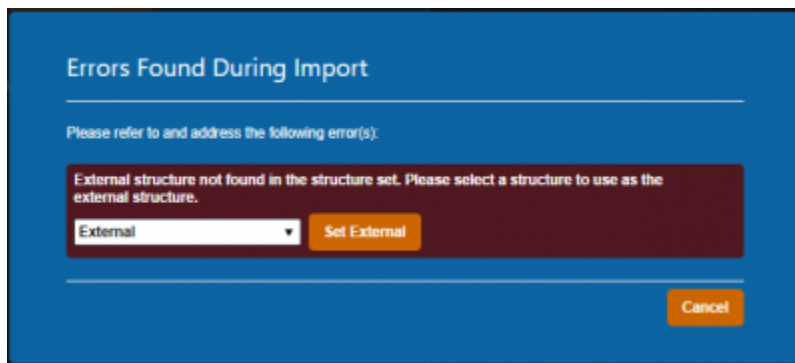 Errors Found During Import
Please refer to and address the following error(s):
External structure not found in the structure set. Please select a structure to use as the
external structure.
External
Set External
Cancel